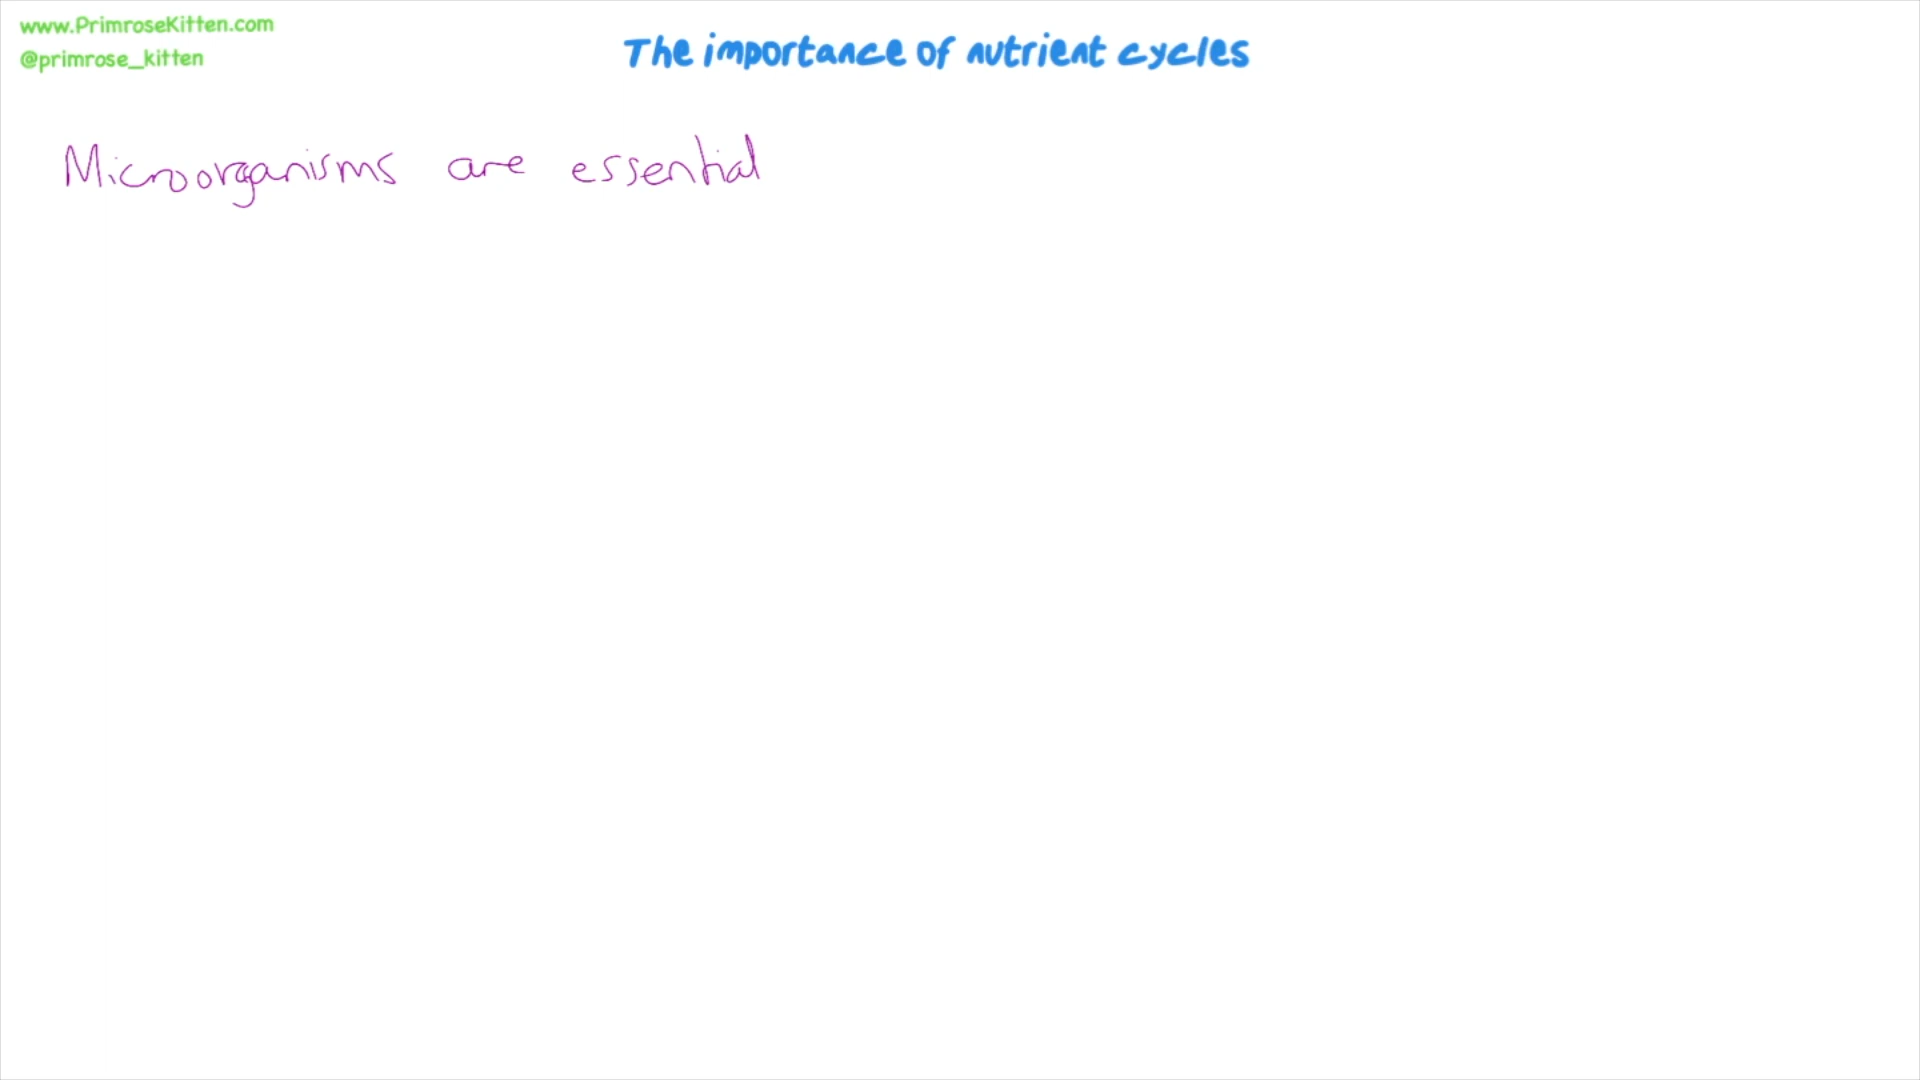 www.PrimroseKitten.com
@primrose_kitten
The importance of nutrient cycles
Microorganisms are essential